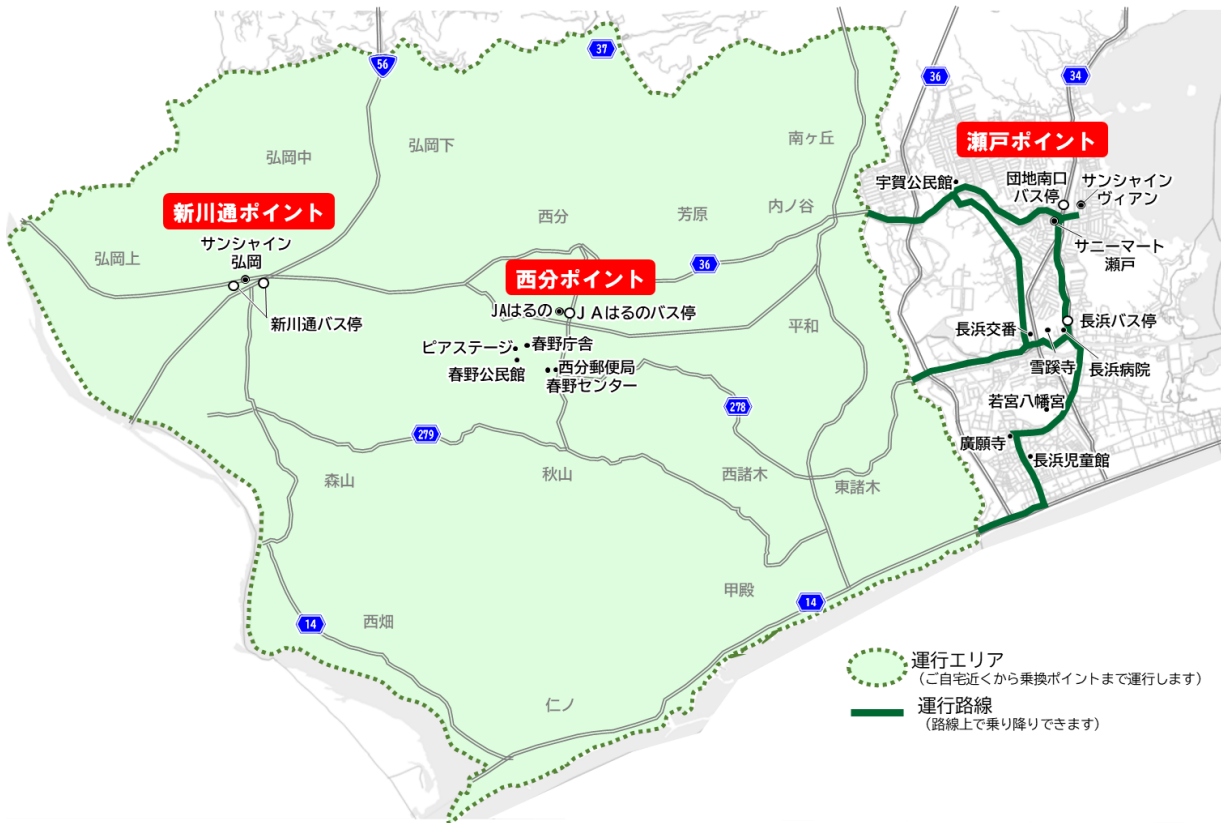 37
56
36
34
弘岡下
南ヶ丘
弘岡中
瀬戸ポイント
宇賀公民館
団地南口
バス停
サンシャイン
ヴィアン
新川通ポイント
西分
芳原
内ノ谷
サニーマート
瀬戸
サンシャイン
弘岡
弘岡上
36
西分ポイント
新川通バス停
JAはるの
ＪＡはるのバス停
平和
長浜交番
長浜バス停
ピアステージ
春野庁舎
春野公民館
西分郵便局
春野センター
雪蹊寺
長浜病院
278
若宮八幡宮
279
廣願寺
長浜児童館
森山
秋山
西諸木
東諸木
甲殿
14
14
西畑
仁ノ
運行エリア
（ご自宅近くから乗換ポイントまで運行します）
運行路線
（路線上で乗り降りできます）